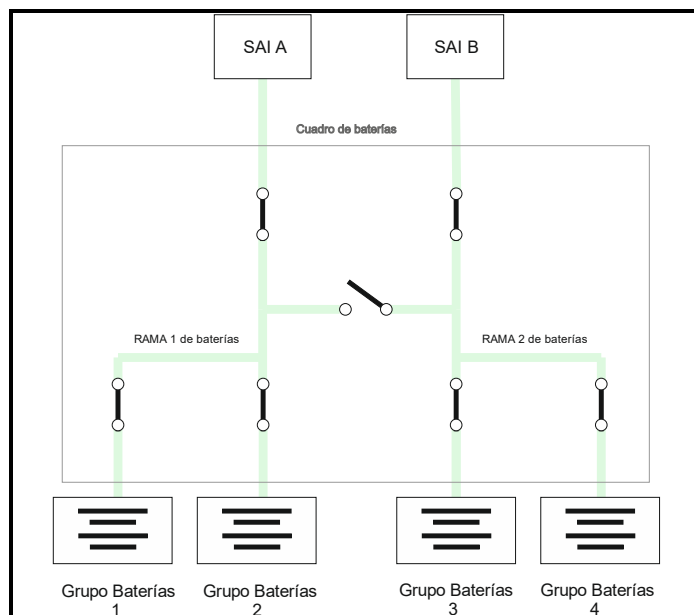 SAI A
SAI B
Cuadro de baterías
RAMA 1 de baterías
RAMA 2 de baterías
Grupo Baterías
1
Grupo Baterías
2
Grupo Baterías
3
Grupo Baterías
4